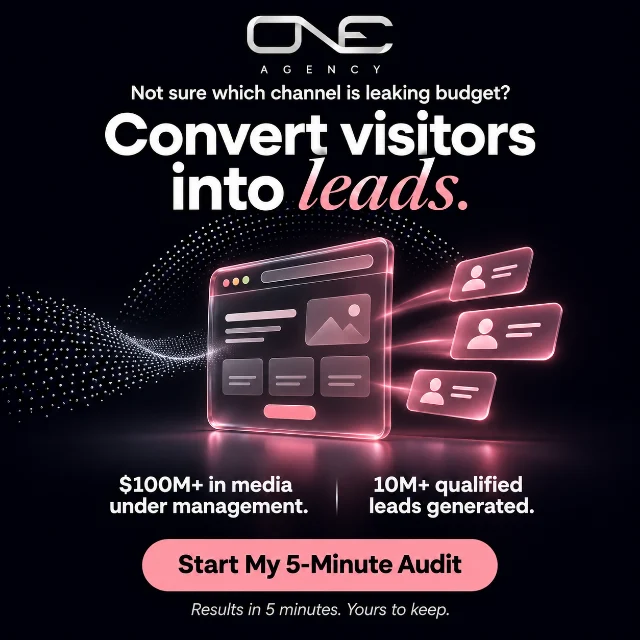 ONE
AGENCY
Not sure which channel is leaking budget?
Convert visitors
into leads.
$100M+ in media
under management.
10M+ qualified
leads generated.
Start My 5-Minute Audit
Results in 5 minutes. Yours to keep.